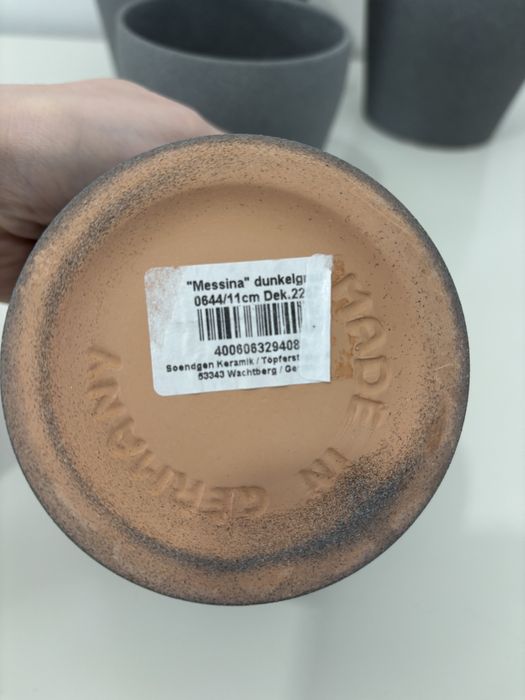 "Messina" dunkelgr
0644/11cm Dek.22
400606329408
Soendgen Keramik / Töpferst
53343 Wachtberg / Ge
MADE IN GERMANY